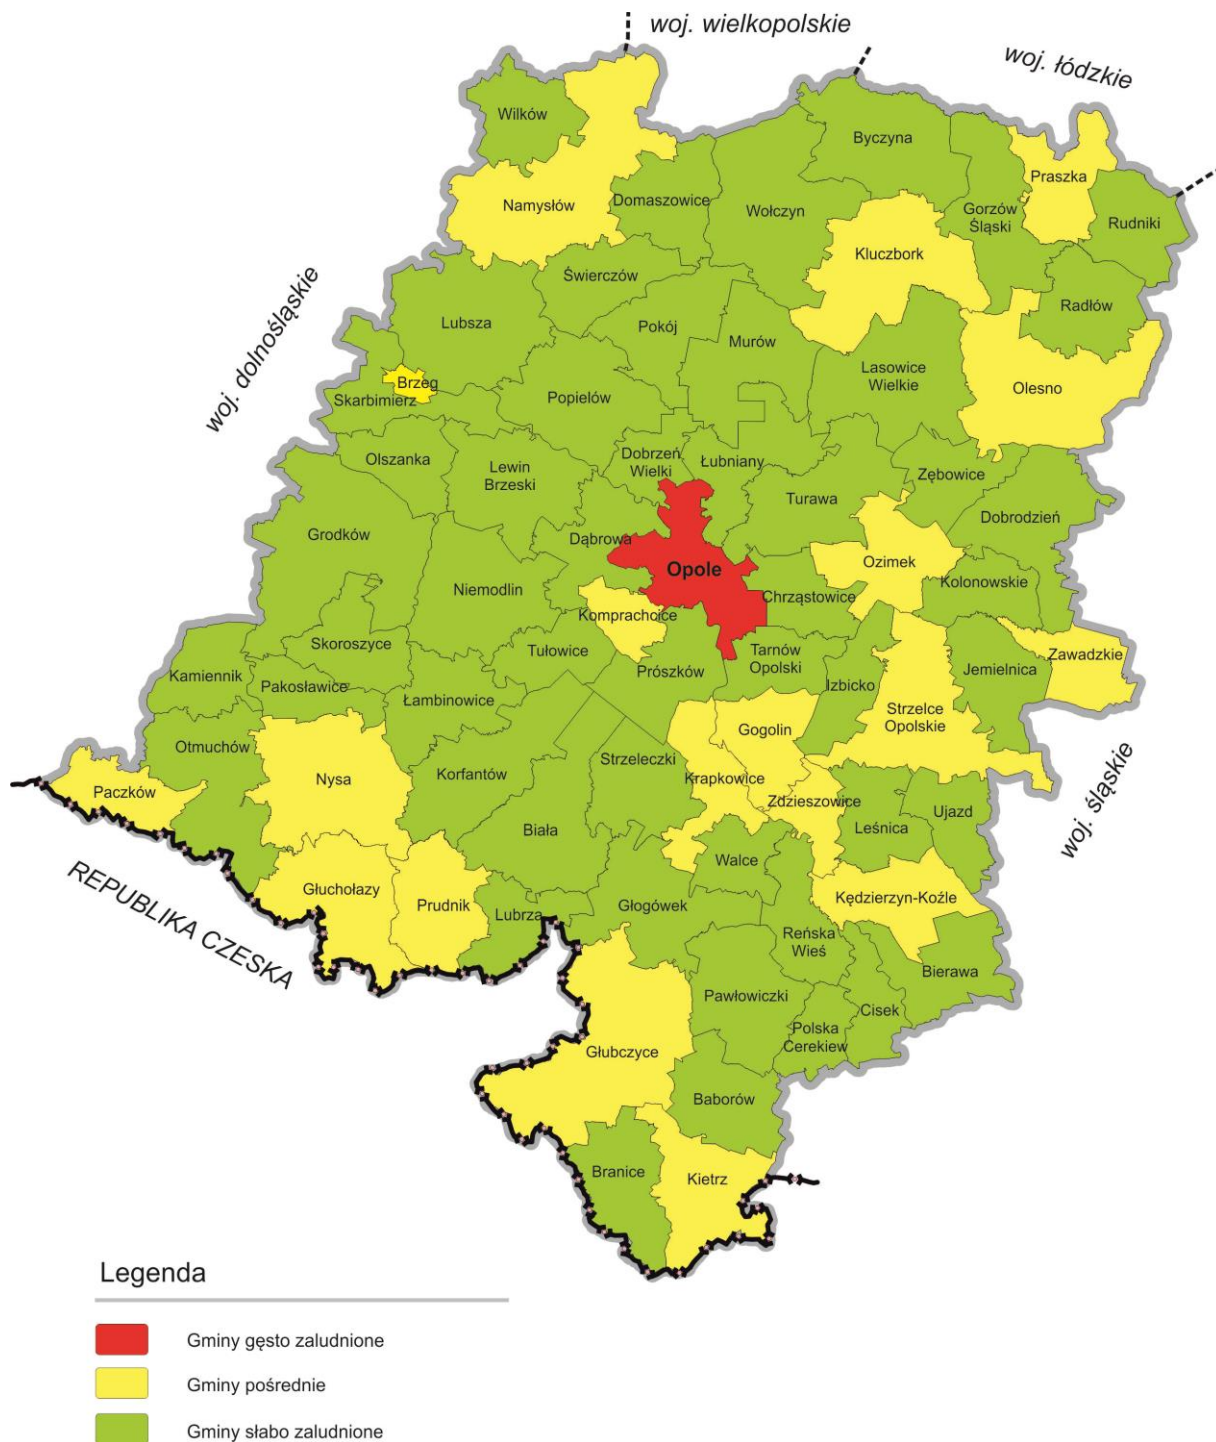 woj. wielkopolskie
woj. łódzkie
Wilków
Byczyna
Praszka
Namysłów
Domaszowice
Wołczyn
Gorzów
Śląski
Rudniki
Kluczbork
Świerczów
Radłów
woj. dolnośląskie
Lubsza
Pokój
Murów
Lasowice
Wielkie
Brzeg
Olesno
Skarbimierz
Popielów
Olszanka
Lewin
Brzeski
Dobrzeń
Wielki
Łubniany
Zębowice
Turawa
Dobrodzień
Grodków
Dąbrowa
Opole
Ozimek
Niemodlin
Chrząstowice
Kolonowskie
Komprachcice
Skoroszyce
Tułowice
Tarnów
Opolski
Zawadzkie
Kamiennik
Pakosławice
Łambinowice
Prószków
Izbicko
Jemielnica
Strzelce
Opolskie
Gogolin
Otmuchów
Nysa
Korfantów
Strzeleczki
Krapkowice
Paczków
Zdzieszowice
woj. śląskie
Ujazd
Leśnica
Biała
Walce
REPUBLIKA CZESKA
Głuchołazy
Prudnik
Lubrza
Głogówek
Kędzierzyn-Koźle
Reńska
Wieś
Bierawa
Pawłowiczki
Cisek
Polska
Cerekiew
Głubczyce
Baborów
Branice
Kietrz
Legenda
Gminy gęsto zaludnione
Gminy pośrednie
Gminy słabo zaludnione